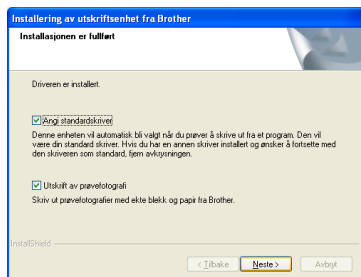 Installering av utskriftsenhet fra Brother
Installasjonen er fullført
Driveren er installert.
Angi standardskriver
Denne enheten vil automatisk bli valgt når du prøver å skrive ut fra et program. Den vil
være din standard skriver. Hvis du har en annen skriver installert og ønsker å fortsette med
den skriveren som standard, fjern avkysningen.
Utskrift av prøvefotografi
Skriv ut prøvefotografier med ekte blekk og papir fra Brother.
InstallShield
< Tilbake Neste > Avbryt